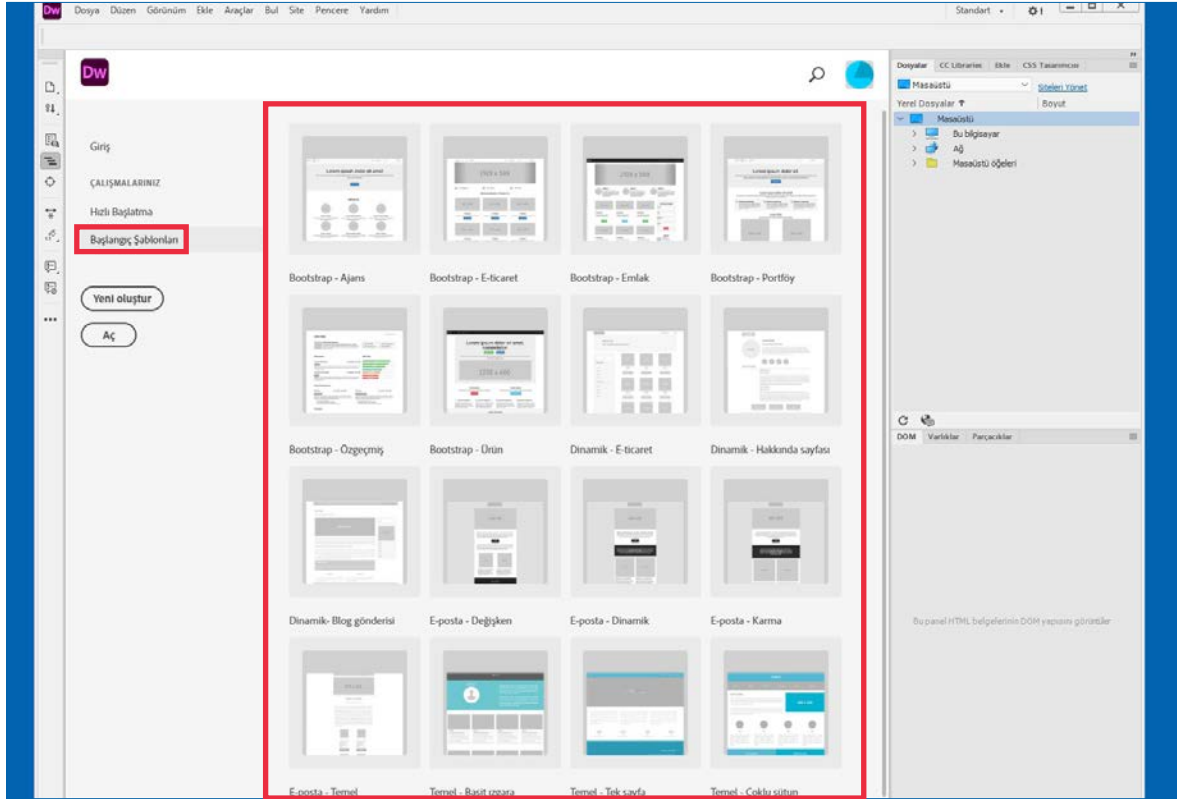 Dw Dosya Düzen Görünüm Ekle Araçlar Bul Site Pencere Yardım Standart
Dw
Dosyalar CC Libraries Ekle CSS Tasarımcısı
Masaüstü Siteleri Yönet
Yerel Dosyalar Boyut
Masaüstü
Bu bilgisayar
Ağ
Masaüstü öğeleri
Giriş
ÇALIŞMALARINIZ
Hızlı Başlatma
Başlangıç Şablonları
Yeni oluştur
Aç
Bootstrap - Ajans Bootstrap - E-ticaret Bootstrap - Emlak Bootstrap - Portföy
Bootstrap - Özgeçmiş Bootstrap - Ürün Dinamik - E-ticaret Dinamik - Hakkında sayfası
Dinamik- Blog gönderisi E-posta - Değişken E-posta - Dinamik E-posta - Karma
E-posta - Temel Temel - Basit ızgara Temel - Tek sayfa Temel - Çoklu sütun
DOM Varlıklar Parçacıklar
Bu panel HTML belgelerinin DOM yapısını görüntüler